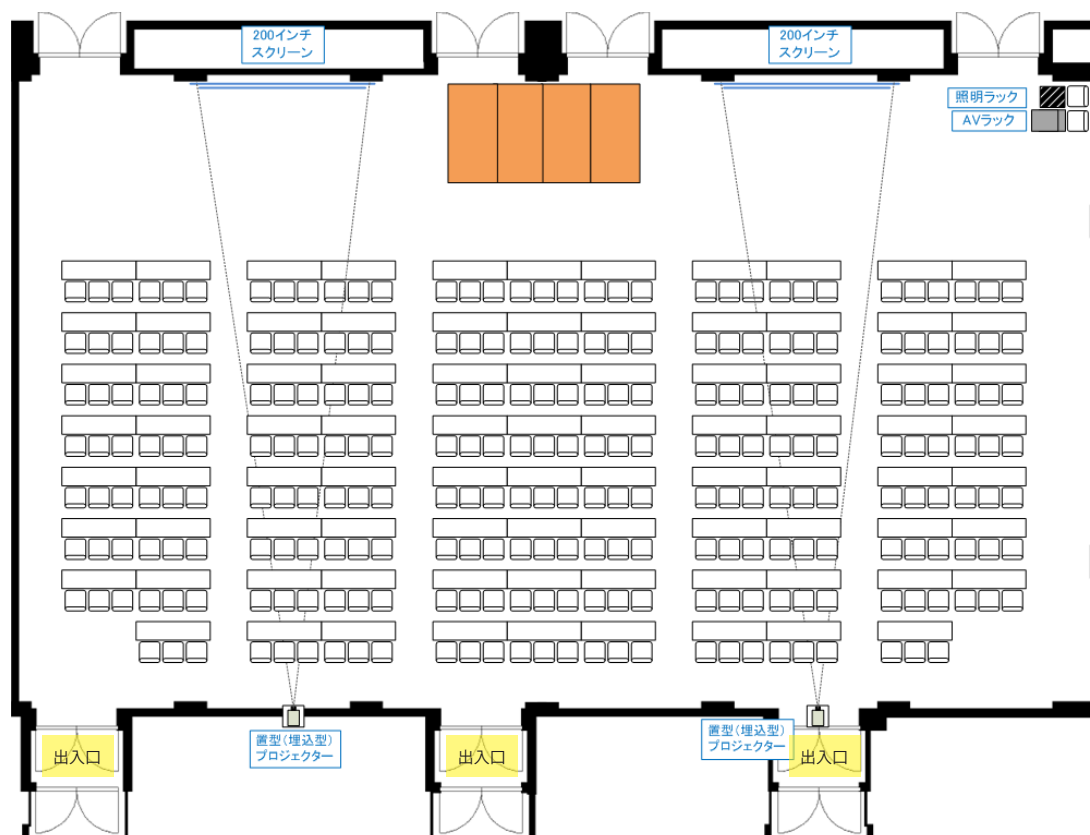 200インチ
スクリーン
200インチ
スクリーン
照明ラック
AVラック
置型(埋込型)
プロジェクター
置型(埋込型)
プロジェクター
出入口
出入口
出入口